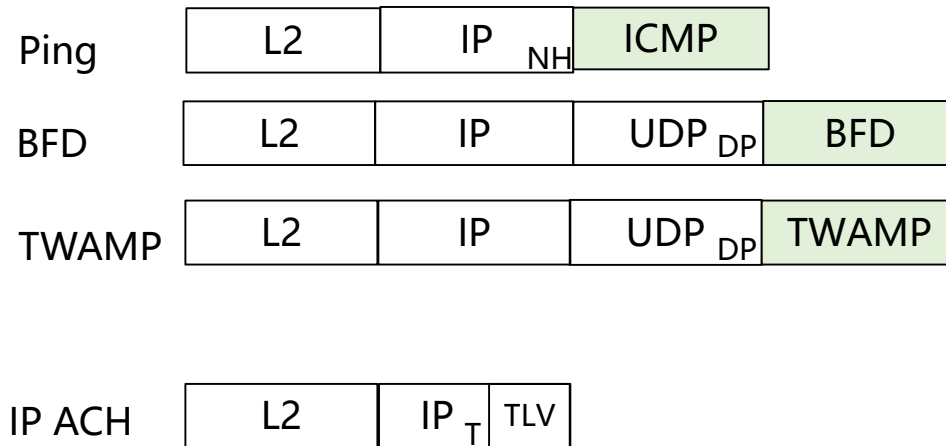 Ping L2 IP NH ICMP
BFD L2 IP UDP DP BFD
TWAMP L2 IP UDP DP TWAMP
IP ACH L2 IP T TLV